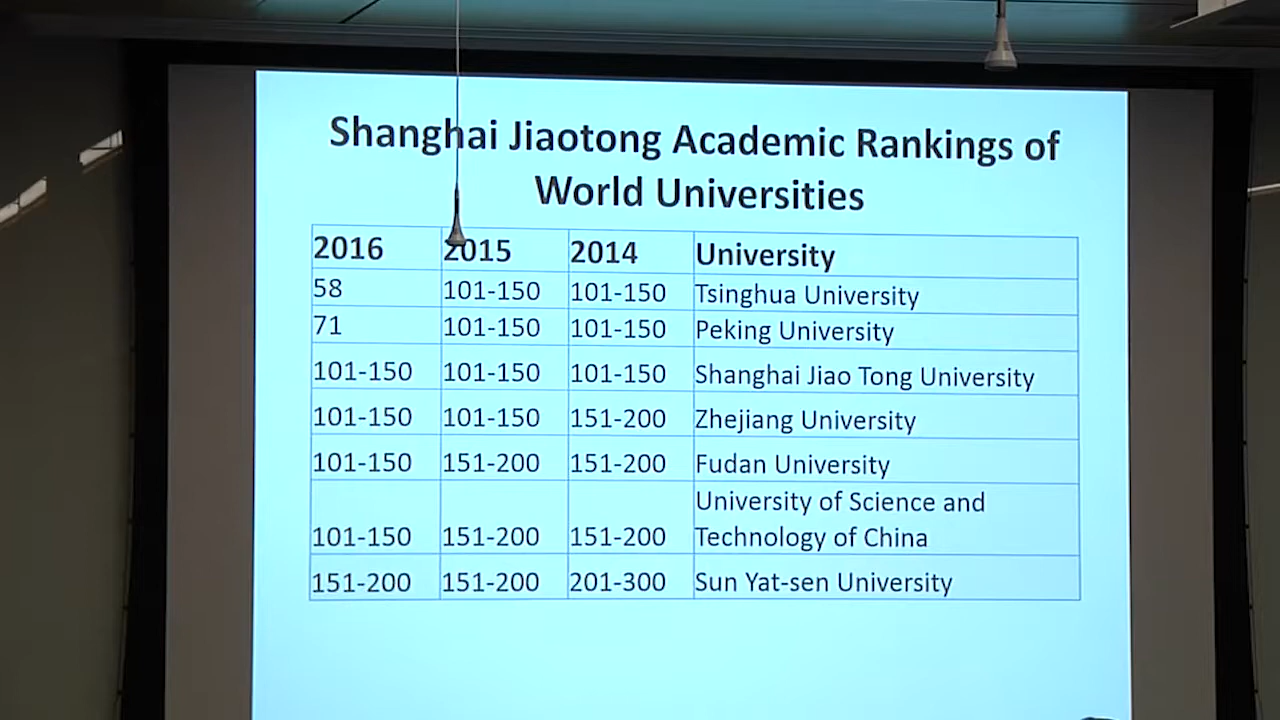 Shanghai Jiaotong Academic Rankings of
World Universities
2016 2015 2014 University
58 101-150 101-150 Tsinghua University
71 101-150 101-150 Peking University
101-150 101-150 101-150 Shanghai Jiao Tong University
101-150 101-150 151-200 Zhejiang University
101-150 151-200 151-200 Fudan University
University of Science and
101-150 151-200 151-200 Technology of China
151-200 151-200 201-300 Sun Yat-sen University